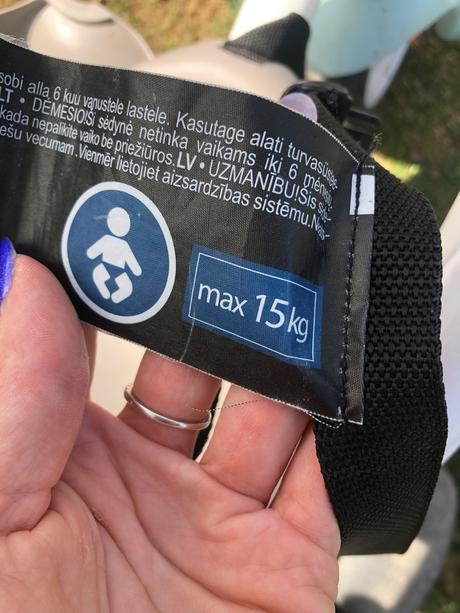 sobi alla 6 kuu vanustele lastele. Kasutage alati turvasüs
LT • DĖMESIO! Ši sėdynė netinka vaikams iki 6 mėnesi
kada nepalikite vaiko be priežiūros. LV • UZMANĪBU! Šis
ešu vecumam. Vienmēr lietojiet aizsardzības sistēmu. Ne
max 15kg